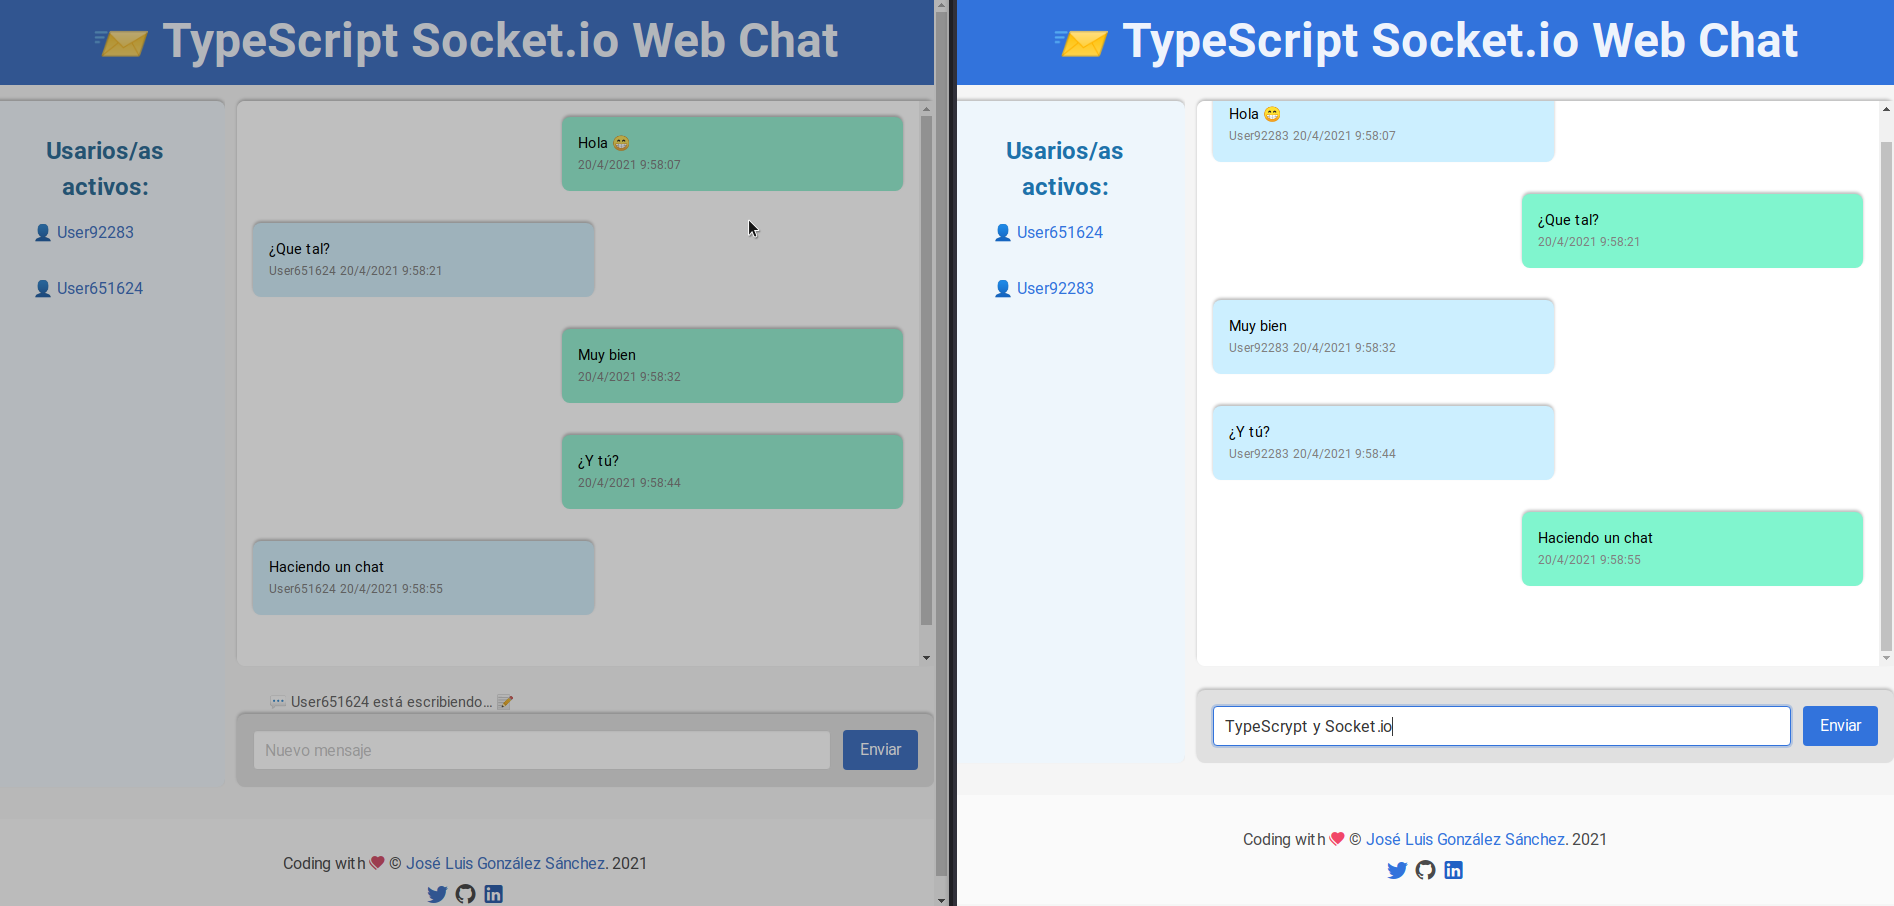 TypeScript Socket.io Web Chat
Usarios/as
activos:
User92283
User651624
Hola 😁
20/4/2021 9:58:07
¿Que tal?
User651624 20/4/2021 9:58:21
Muy bien
20/4/2021 9:58:32
¿Y tú?
20/4/2021 9:58:44
Haciendo un chat
User651624 20/4/2021 9:58:55
💬 User651624 está escribiendo... 📝
Nuevo mensaje
Enviar
Coding with ❤ © José Luis González Sánchez. 2021
TypeScript Socket.io Web Chat
Usarios/as
activos:
User651624
User92283
Hola 😁
User92283 20/4/2021 9:58:07
¿Que tal?
20/4/2021 9:58:21
Muy bien
User92283 20/4/2021 9:58:32
¿Y tú?
User92283 20/4/2021 9:58:44
Haciendo un chat
20/4/2021 9:58:55
TypeScrypt y Socket.io
Enviar
Coding with ❤ © José Luis González Sánchez. 2021